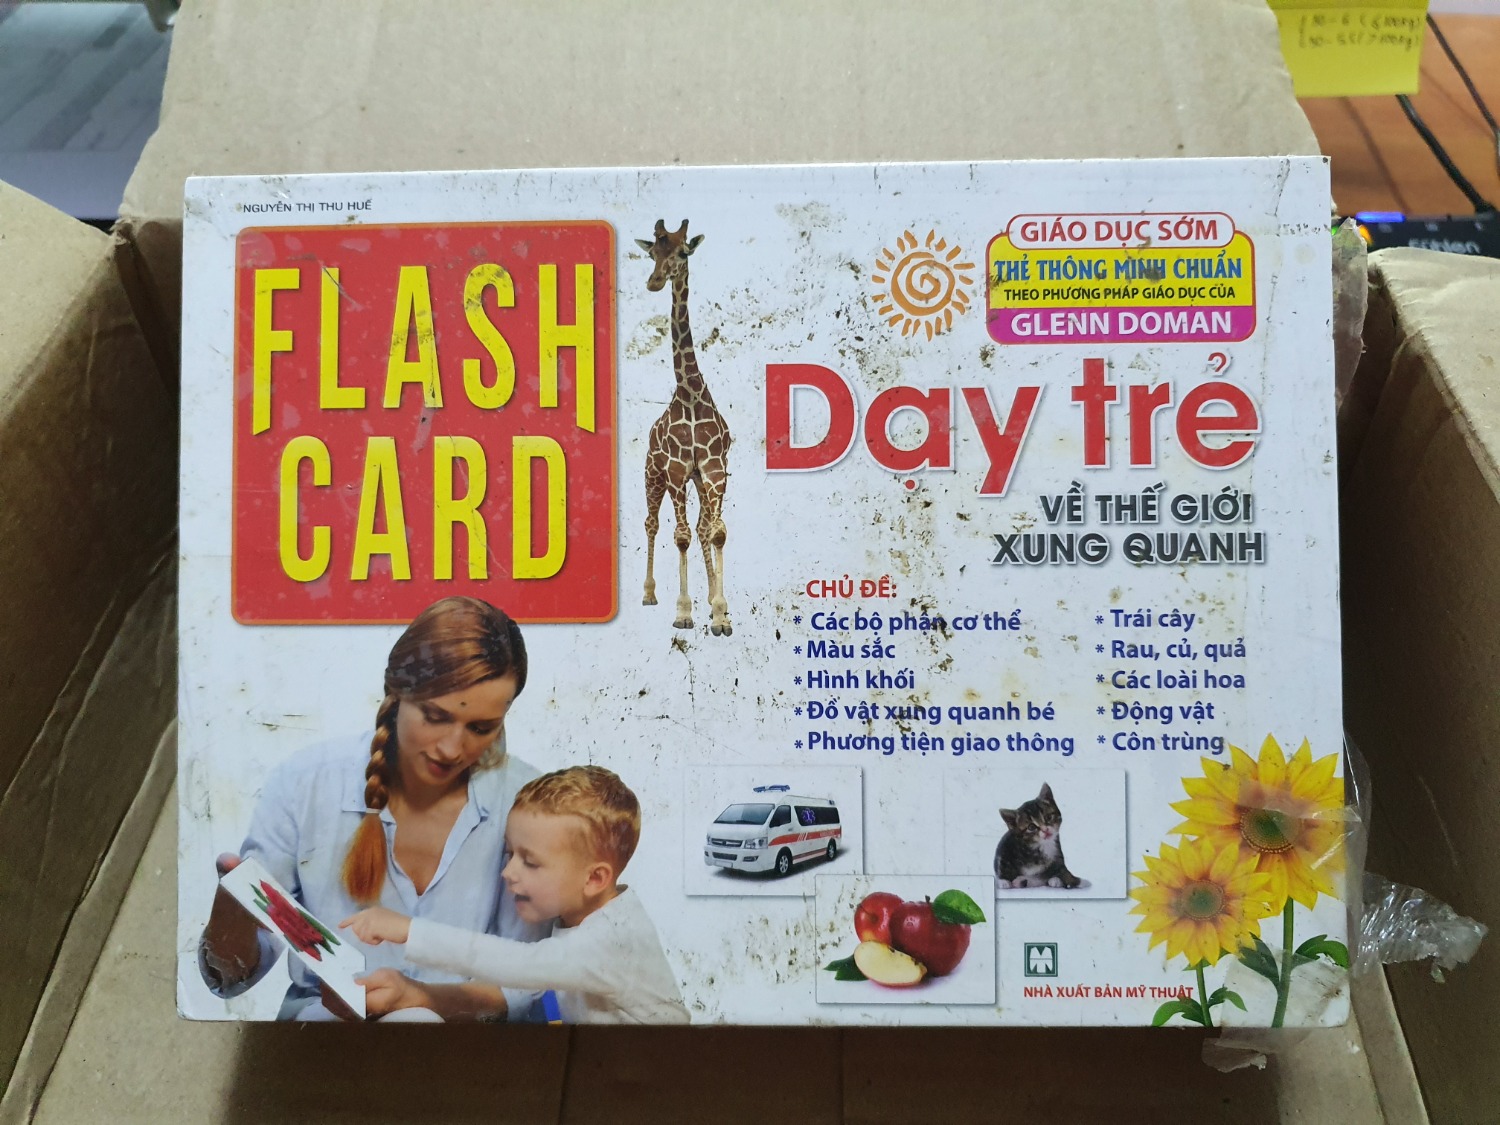 NGUYỄN THỊ THU HUẾ
FLASH
CARD
GIÁO DỤC SỚM
THẺ THÔNG MINH CHUẨN
THEO PHƯƠNG PHÁP GIÁO DỤC CỦA
GLENN DOMAN
Dạy trẻ
VỀ THẾ GIỚI
XUNG QUANH
CHỦ ĐỀ:
* Các bộ phận cơ thể
* Màu sắc
* Hình khối
* Đồ vật xung quanh bé
* Phương tiện giao thông
* Trái cây
* Rau, củ, quả
* Các loài hoa
* Động vật
* Côn trùng
NHÀ XUẤT BẢN MỸ THUẬT